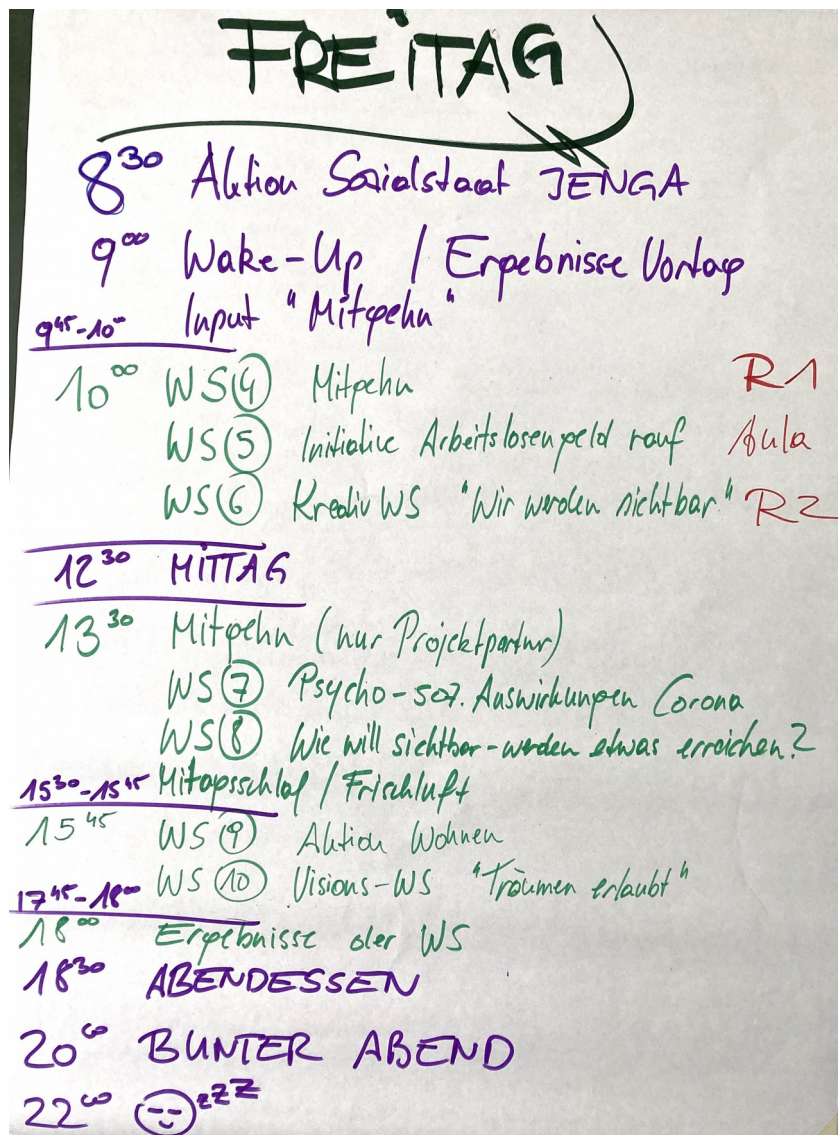 FREITAG
8³⁰ Aktion Sozialstaat JENGA
9⁰⁰ Wake-Up / Ergebnisse Vortag
Input "Mitgehn"
9⁴⁵-10⁰⁰
10⁰⁰ WS ④ Mitgehn R1
WS ⑤ Initiative Arbeitslosengeld rauf Aula
WS ⑥ Kreativ WS "Wir werden sichtbar" R2
12³⁰ MITTAG
13³⁰ Mitgehn (nur Projektpartner)
WS ⑦ Psycho-soz. Auswirkungen Corona
WS ⑧ Wie will sichtbar-werden etwas erreichen?
15³⁰-15⁴⁵ Mittagsschlaf / Frischluft
15⁴⁵ WS ⑨ Aktion Wohnen
WS ⑩ Visions-WS "Träumen erlaubt"
17⁴⁵-18⁰⁰
18⁰⁰ Ergebnisse der WS
18³⁰ ABENDESSEN
20⁰⁰ BUNTER ABEND
22⁰⁰ zzZ